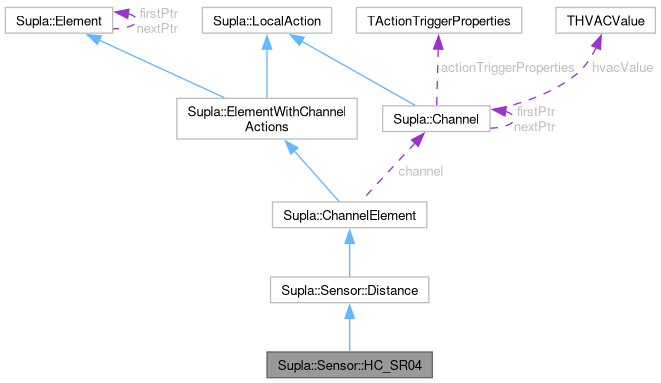 Supla::Element
firstPtr
nextPtr
Supla::LocalAction
TActionTriggerProperties
THVACValue
actionTriggerProperties
hvacValue
Supla::ElementWithChannel
Actions
Supla::Channel
firstPtr
nextPtr
channel
Supla::ChannelElement
Supla::Sensor::Distance
Supla::Sensor::HC_SR04